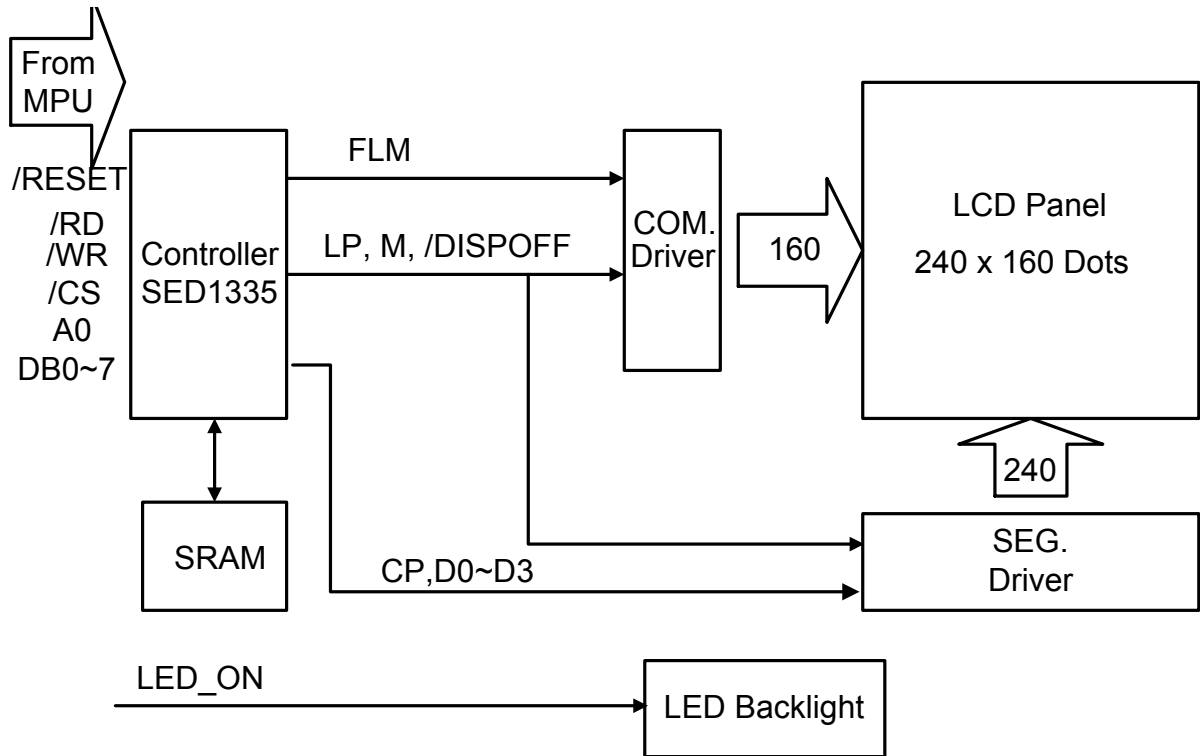 From
MPU
/RESET
/RD
/WR
/CS
A0
DB0~7
Controller
SED1335
FLM
LP, M, /DISPOFF
COM.
Driver
160
LCD Panel
240 x 160 Dots
240
SRAM
CP,D0~D3
SEG.
Driver
LED_ON
LED Backlight